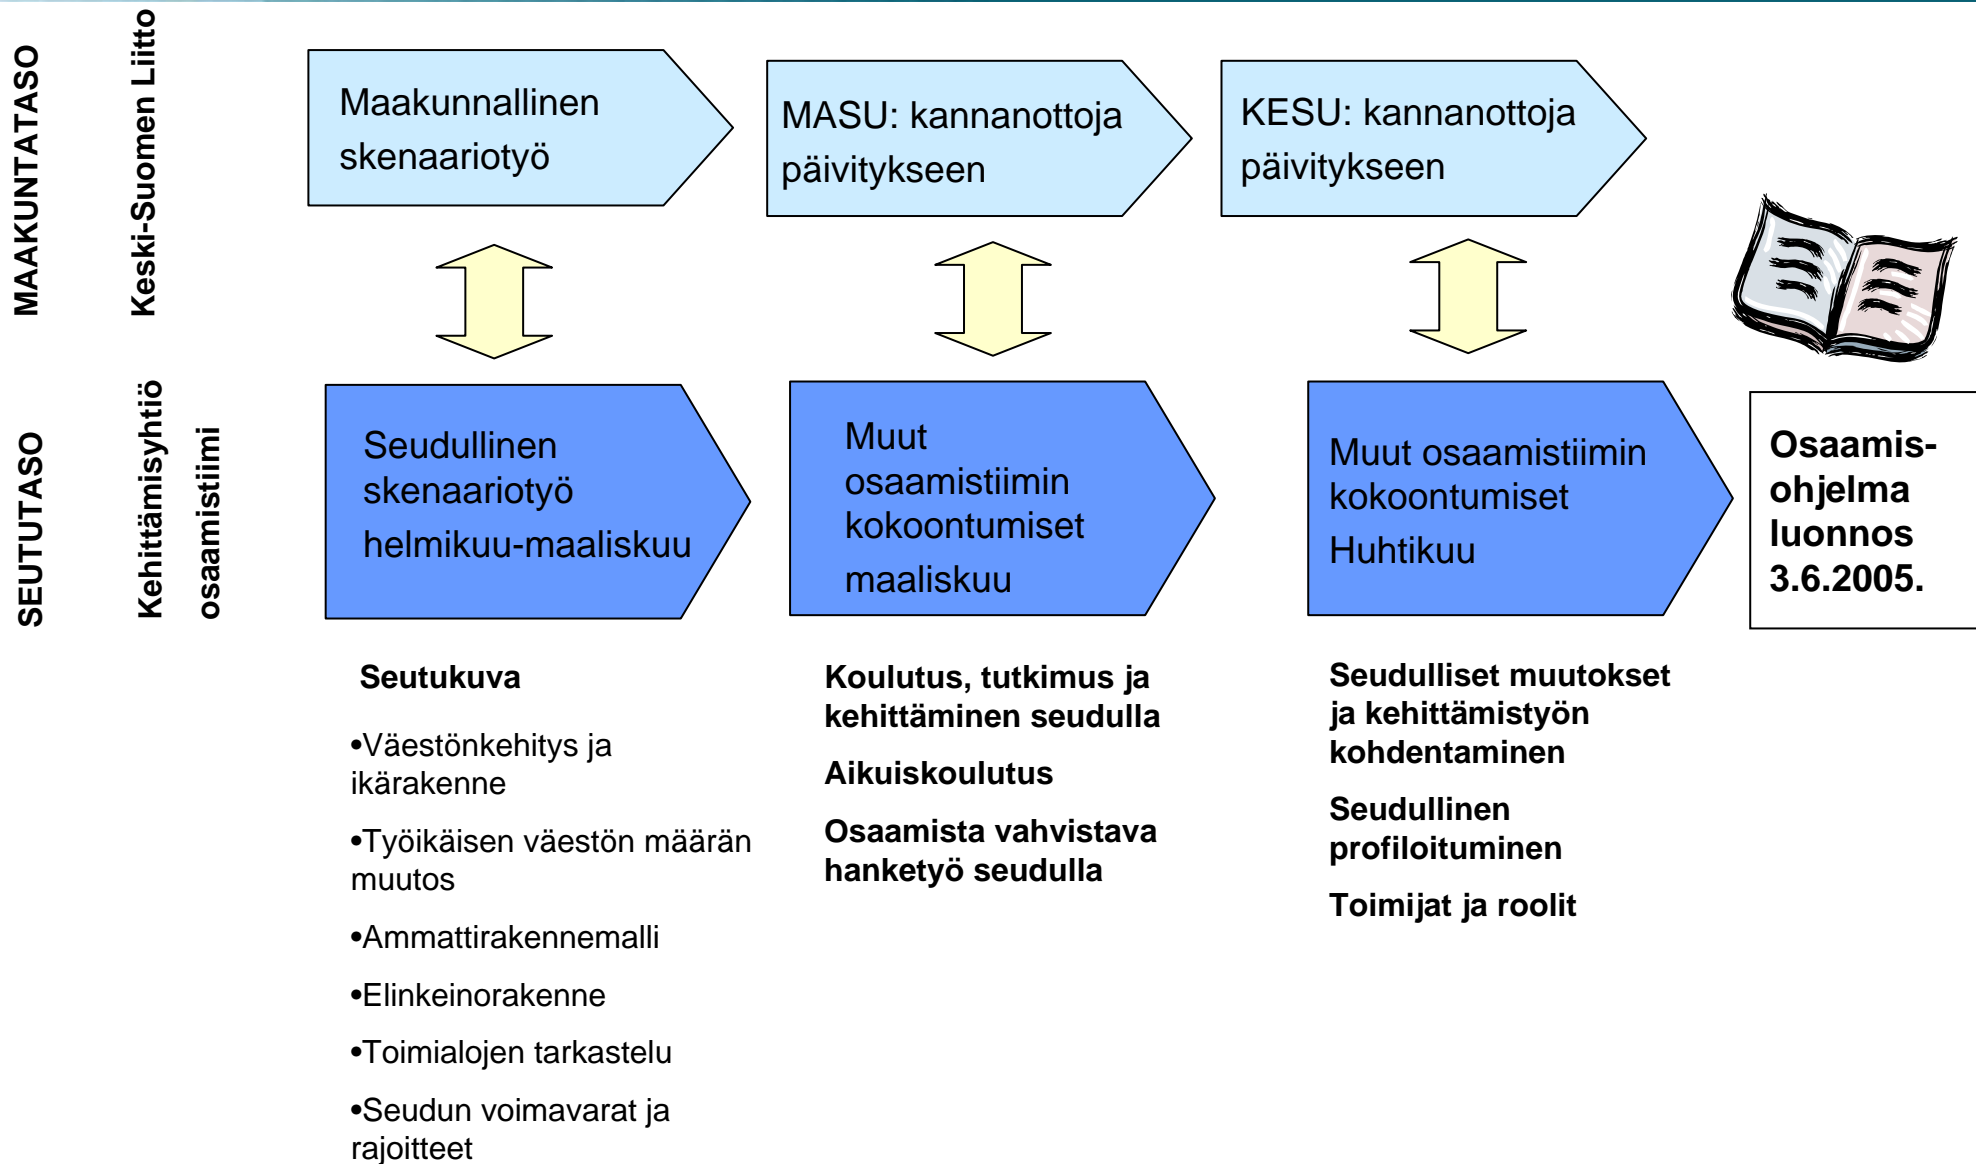 MAAKUNTATASO
Keski-Suomen Liitto
Maakunnallinen
skenaariotyö
MASU: kannanottoja
päivitykseen
KESU: kannanottoja
päivitykseen
SEUTUTASO
Kehittämisyhtiö
osaamistiimi
Seudullinen
skenaariotyö
helmikuu-maaliskuu
Muut
osaamistiimin
kokoontumiset
maaliskuu
Muut osaamistiimin
kokoontumiset
Huhtikuu
Osaamis-
ohjelma
luonnos
3.6.2005.
Seutukuva
•Väestönkehitys ja
ikärakenne
•Työikäisen väestön määrän
muutos
•Ammattirakennemalli
•Elinkeinorakenne
•Toimialojen tarkastelu
•Seudun voimavarat ja
rajoitteet
Koulutus, tutkimus ja
kehittäminen seudulla
Aikuiskoulutus
Osaamista vahvistava
hanketyö seudulla
Seudulliset muutokset
ja kehittämistyön
kohdentaminen
Seudullinen
profiloituminen
Toimijat ja roolit